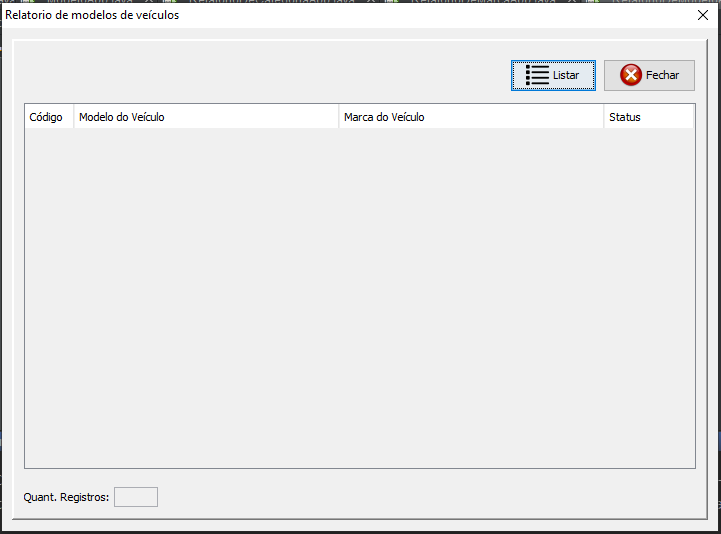 Relatorio de modelos de veículos
Listar
Fechar
Código Modelo do Veículo Marca do Veículo Status
Quant. Registros: